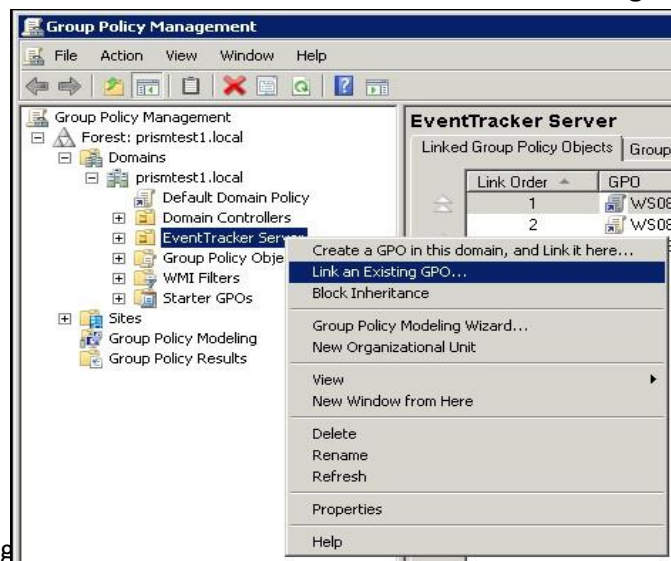 Group Policy Management
File Action View Window Help
Group Policy Management
Forest: prismtest1.local
Domains
prismtest1.local
Default Domain Policy
Domain Controllers
EventTracker Server
Group Policy Obje
WMI Filters
Starter GPOs
Sites
Group Policy Modeling
Group Policy Results
EventTracker Server
Linked Group Policy Objects Group
Link Order GPO
1 WS08
2 WS08
Create a GPO in this domain, and Link it here...
Link an Existing GPO...
Block Inheritance
Group Policy Modeling Wizard...
New Organizational Unit
View
New Window from Here
Delete
Rename
Refresh
Properties
Help
g